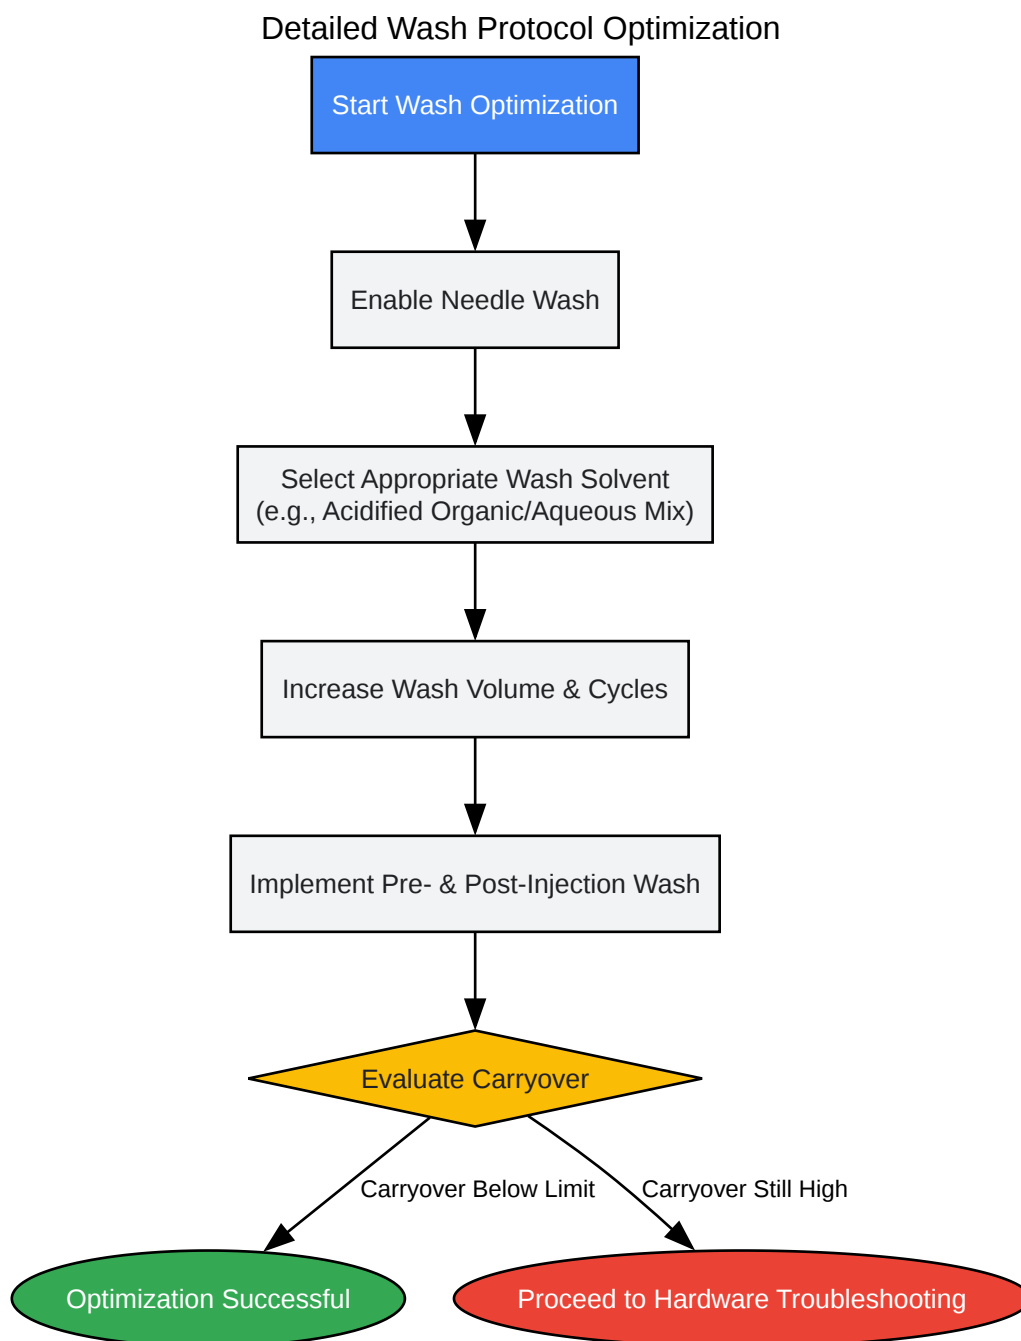 Detailed Wash Protocol Optimization
Start Wash Optimization
Enable Needle Wash
Select Appropriate Wash Solvent
(e.g., Acidified Organic/Aqueous Mix)
Increase Wash Volume & Cycles
Implement Pre- & Post-Injection Wash
Evaluate Carryover
Carryover Below Limit
Carryover Still High
Optimization Successful
Proceed to Hardware Troubleshooting